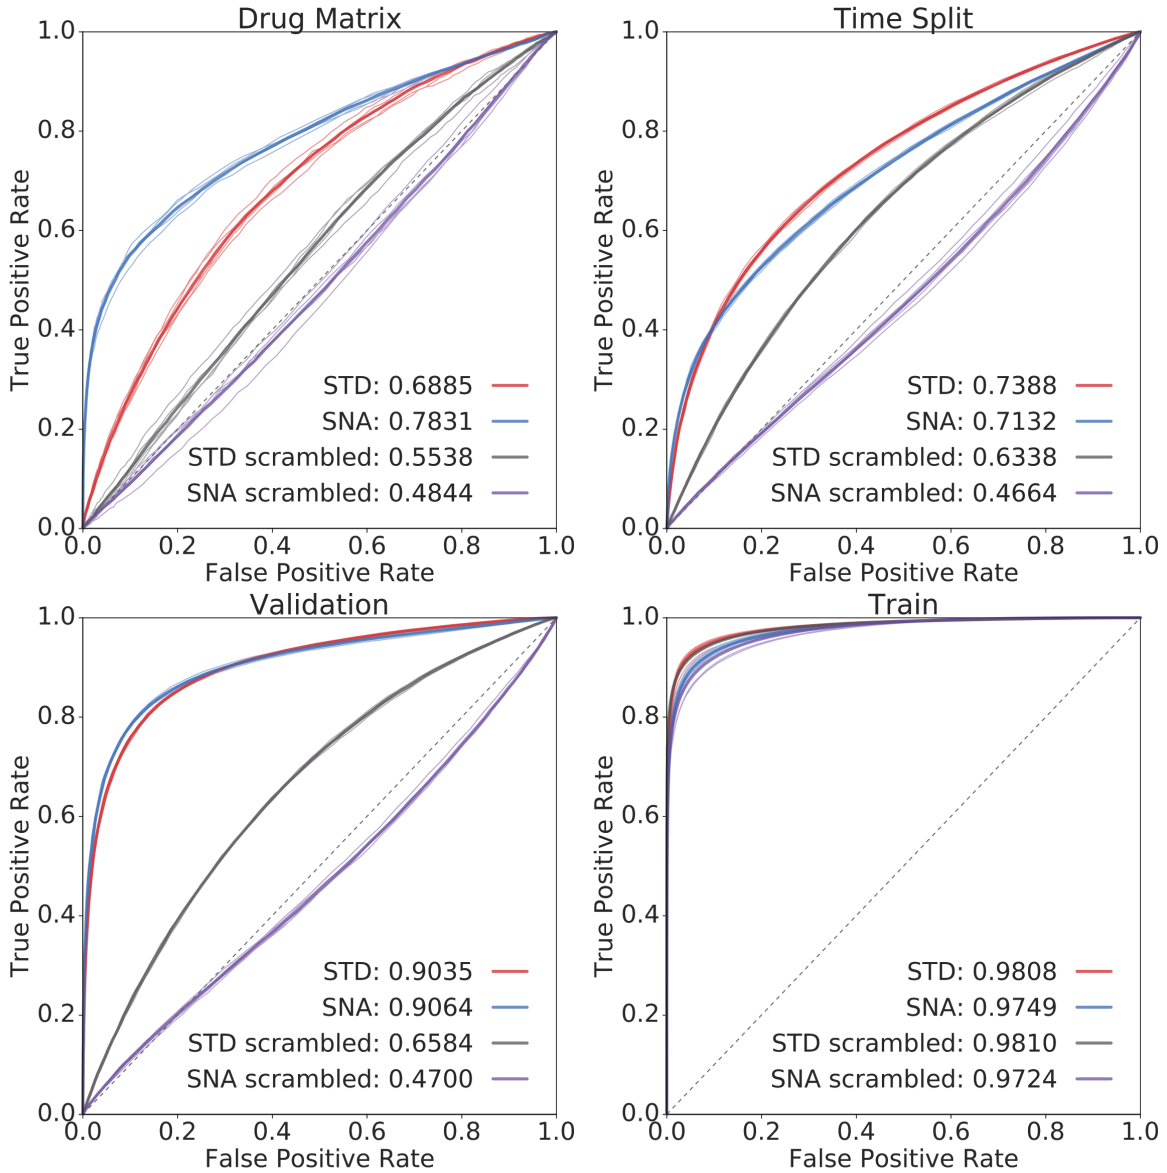 Drug Matrix
True Positive Rate
1.0
0.8
0.6
0.4
0.2
0.0
STD: 0.6885
SNA: 0.7831
STD scrambled: 0.5538
SNA scrambled: 0.4844
0.0 0.2 0.4 0.6 0.8 1.0
False Positive Rate
Time Split
True Positive Rate
1.0
0.8
0.6
0.4
0.2
0.0
STD: 0.7388
SNA: 0.7132
STD scrambled: 0.6338
SNA scrambled: 0.4664
0.0 0.2 0.4 0.6 0.8 1.0
False Positive Rate
Validation
True Positive Rate
1.0
0.8
0.6
0.4
0.2
0.0
STD: 0.9035
SNA: 0.9064
STD scrambled: 0.6584
SNA scrambled: 0.4700
0.0 0.2 0.4 0.6 0.8 1.0
False Positive Rate
Train
True Positive Rate
1.0
0.8
0.6
0.4
0.2
0.0
STD: 0.9808
SNA: 0.9749
STD scrambled: 0.9810
SNA scrambled: 0.9724
0.0 0.2 0.4 0.6 0.8 1.0
False Positive Rate